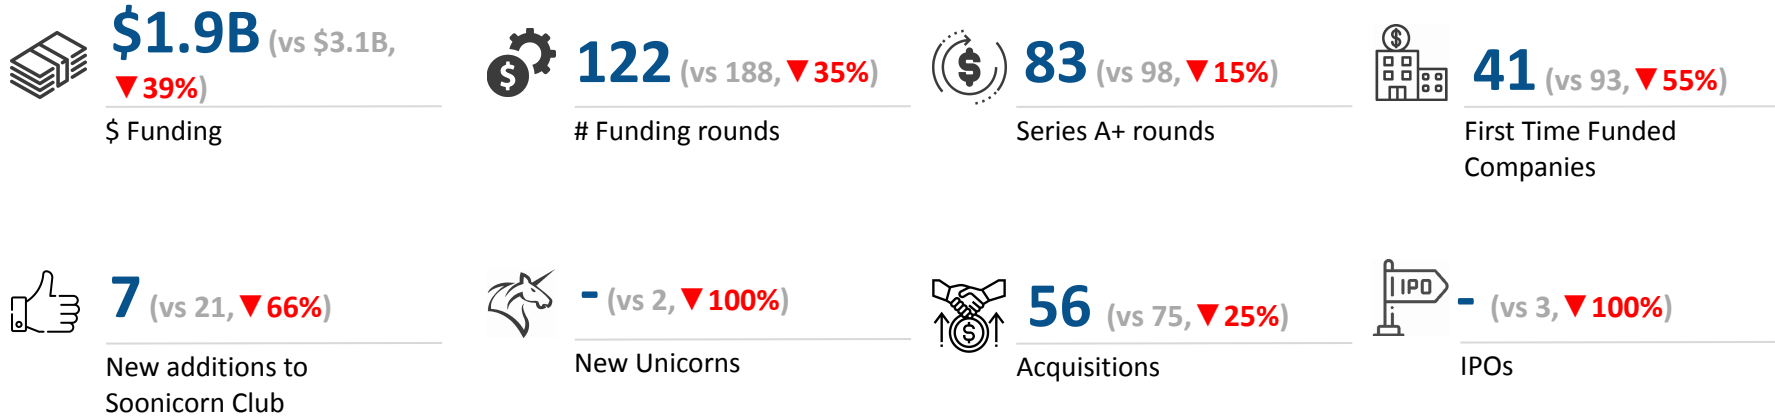 $1.9B (vs $3.1B,
▼39%)
$ Funding
122 (vs 188, ▼35%)
# Funding rounds
83 (vs 98, ▼15%)
Series A+ rounds
41 (vs 93, ▼55%)
First Time Funded
Companies
7 (vs 21, ▼66%)
New additions to
Soonicorn Club
- (vs 2, ▼100%)
New Unicorns
56 (vs 75, ▼25%)
Acquisitions
IPO
- (vs 3, ▼100%)
IPOs